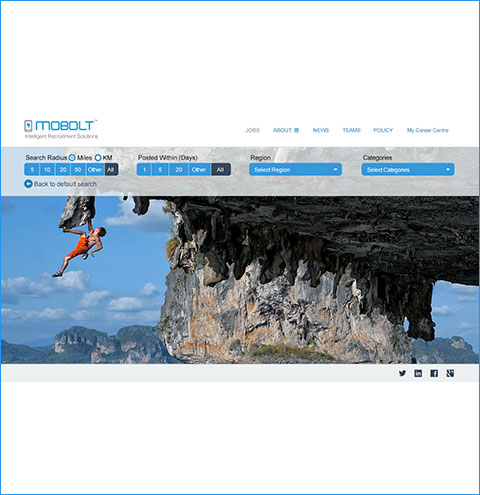 MOBOLT™
Intelligent Recruitment Solutions
JOBS ABOUT NEWS TEAMS POLICY My Career Centre
Search Radius Miles KM Posted Within (Days) Region Categories
5 10 20 50 Other All 1 5 20 Other All Select Region Select Categories
Back to default search